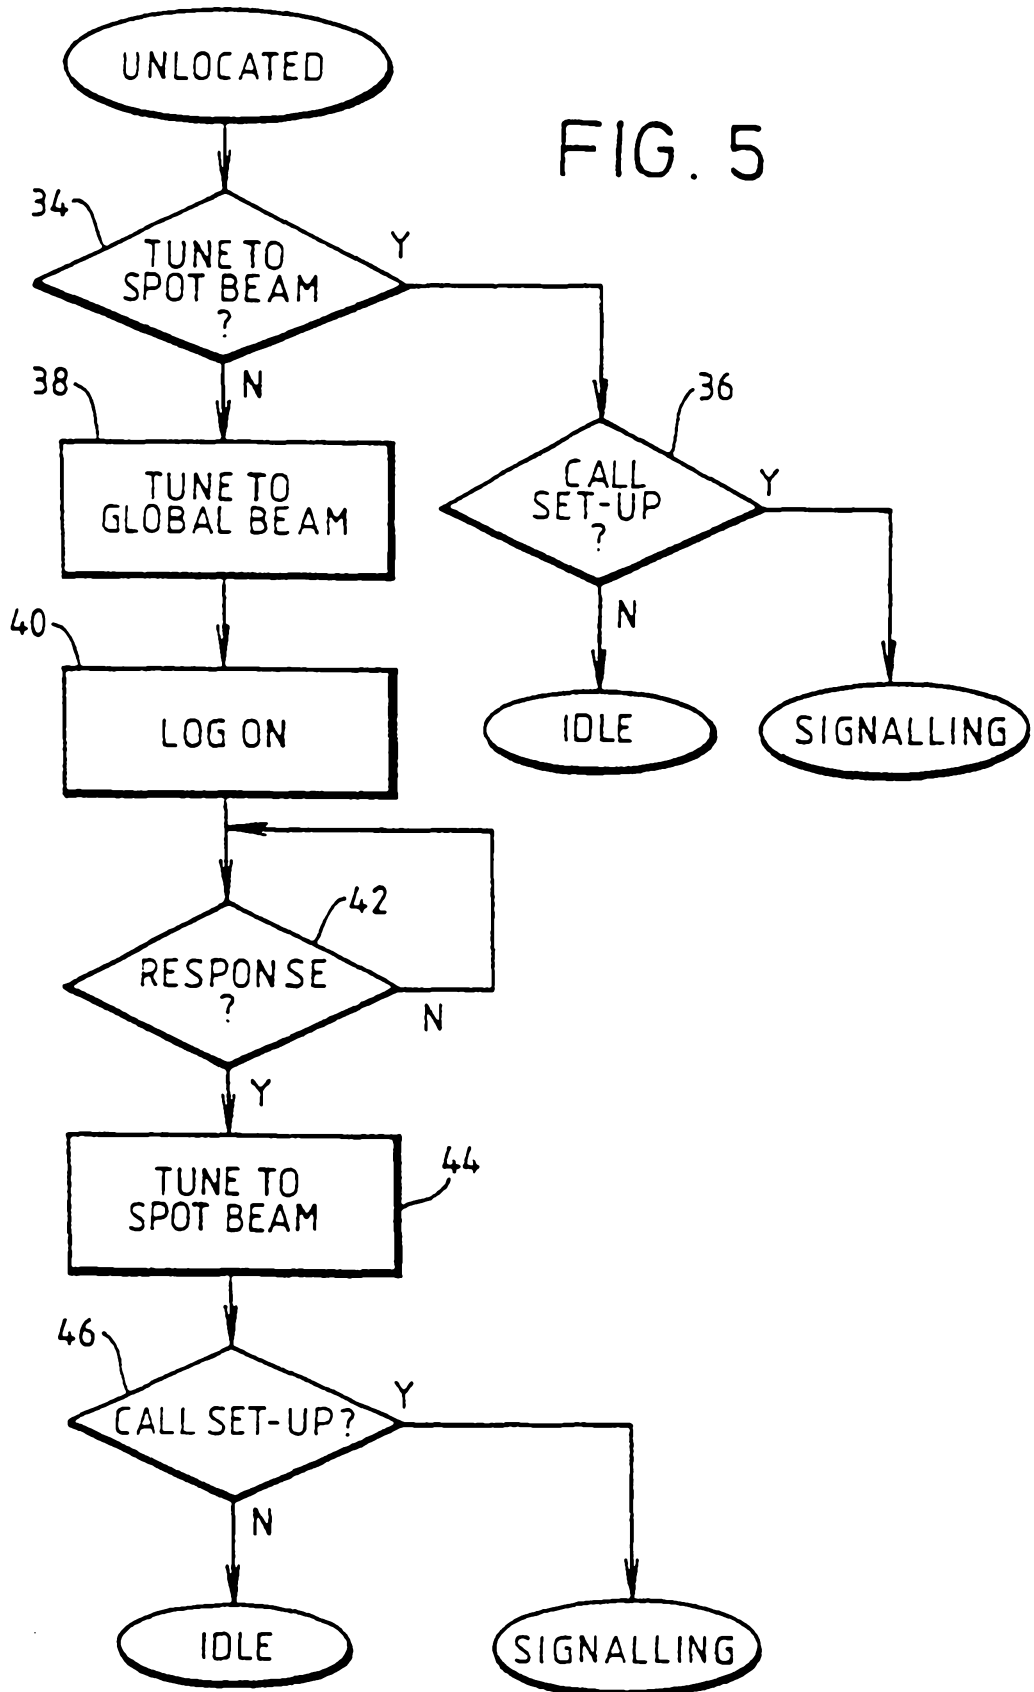 UNLOCATED
FIG. 5
34
TUNE TO
SPOT BEAM
?
Y
N
38
TUNE TO
GLOBAL BEAM
36
CALL
SET-UP
?
Y
N
40
LOG ON
IDLE
SIGNALLING
42
RESPONSE
?
N
Y
TUNE TO
SPOT BEAM
44
46
CALL SET-UP?
Y
N
IDLE
SIGNALLING